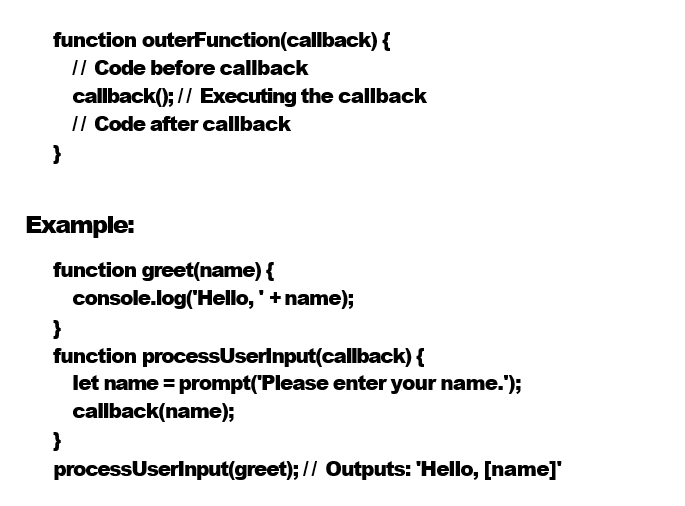 function outerFunction(callback) {
// Code before callback
callback(); // Executing the callback
// Code after callback
}
Example:
function greet(name) {
console.log('Hello, ' + name);
}
function processUserInput(callback) {
let name = prompt('Please enter your name.');
callback(name);
}
processUserInput(greet); // Outputs: 'Hello, [name]'